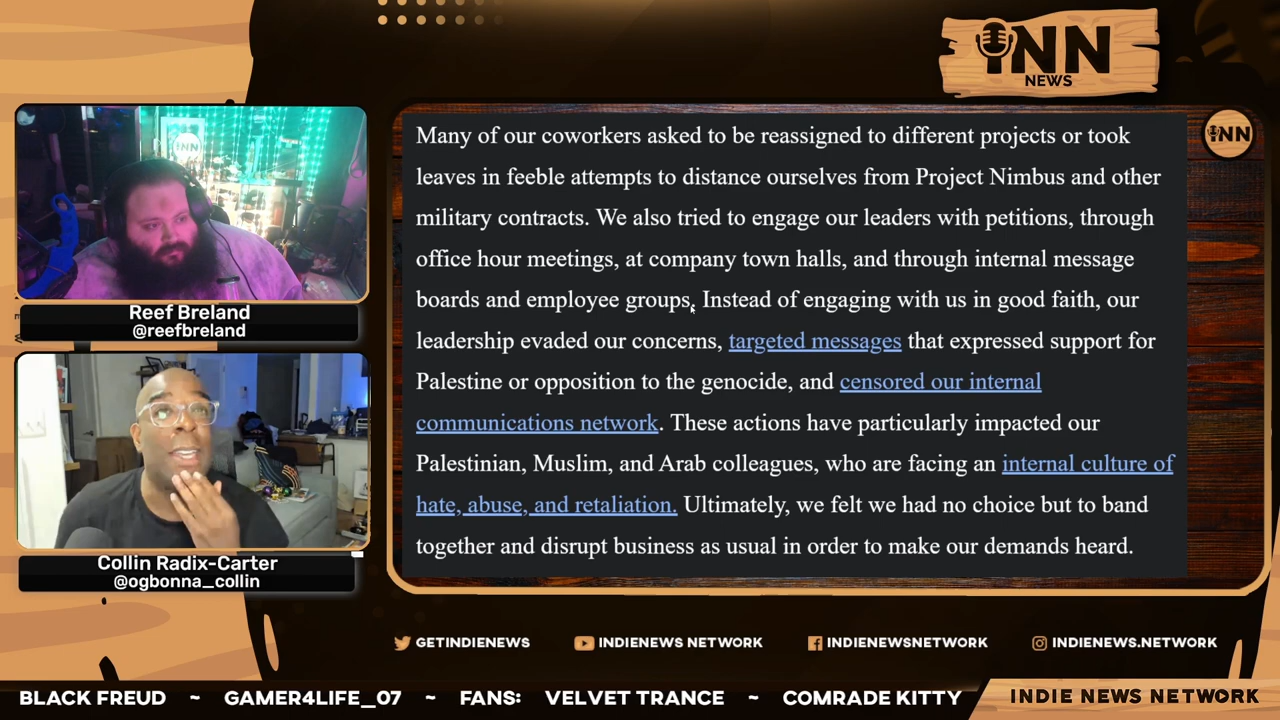 INN
NEWS
INN
Many of our coworkers asked to be reassigned to different projects or took
leaves in feeble attempts to distance ourselves from Project Nimbus and other
military contracts. We also tried to engage our leaders with petitions, through
office hour meetings, at company town halls, and through internal message
boards and employee groups. Instead of engaging with us in good faith, our
leadership evaded our concerns, targeted messages that expressed support for
Palestine or opposition to the genocide, and censored our internal
communications network. These actions have particularly impacted our
Palestinian, Muslim, and Arab colleagues, who are facing an internal culture of
hate, abuse, and retaliation. Ultimately, we felt we had no choice but to band
together and disrupt business as usual in order to make our demands heard.
INN
Reef Breland
@reefbreland
Collin Radix-Carter
@ogbonna_collin
GETINDIENEWS
INDIENEWS NETWORK
INDIENEWSNETWORK
INDIENEWS.NETWORK
BLACK FREUD ~ GAMER4LIFE_07 ~ FANS: VELVET TRANCE ~ COMRADE KITTY
INDIE NEWS NETWORK